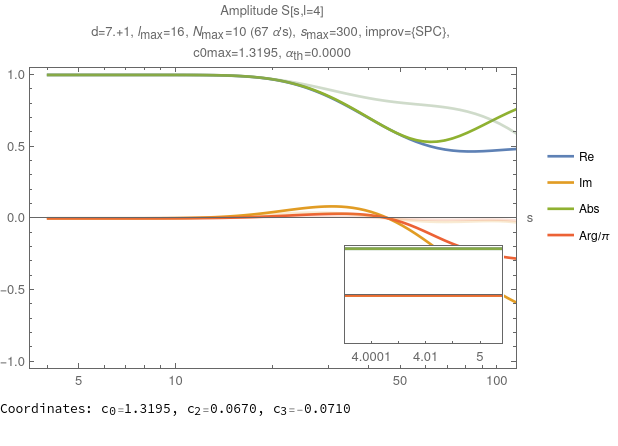 Amplitude S[s,l=4]
d=7.+1, lmax=16, Nmax=10 (67 α's), smax=300, improv={SPC},
c0max=1.3195, αth=0.0000
1.0
0.5
0.0
−0.5
−1.0
5
10
50
100
s
4.0001
4.01
5
Re
Im
Abs
Arg/π
Coordinates: c0=1.3195, c2=0.0670, c3=-0.0710